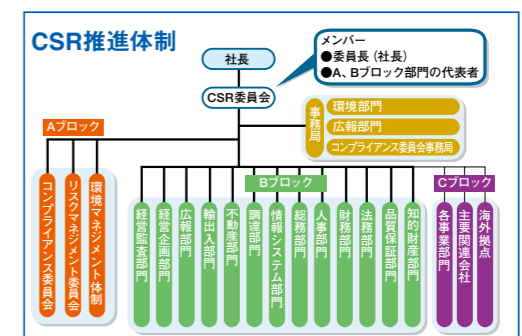 CSR推進体制
社長
CSR委員会
メンバー
●委員長（社長）
●A、Bブロック部門の代表者
事務局
環境部門
広報部門
コンプライアンス委員会事務局
Aブロック
コンプライアンス委員会
リスクマネジメント委員会
環境マネジメント体制
Bブロック
経営監査部門
経営企画部門
広報部門
輸出入部門
不動産部門
調達部門
情報システム部門
総務部門
人事部門
財務部門
法務部門
品質保証部門
知的財産部門
Cブロック
各事業部門
主要関連会社
海外拠点